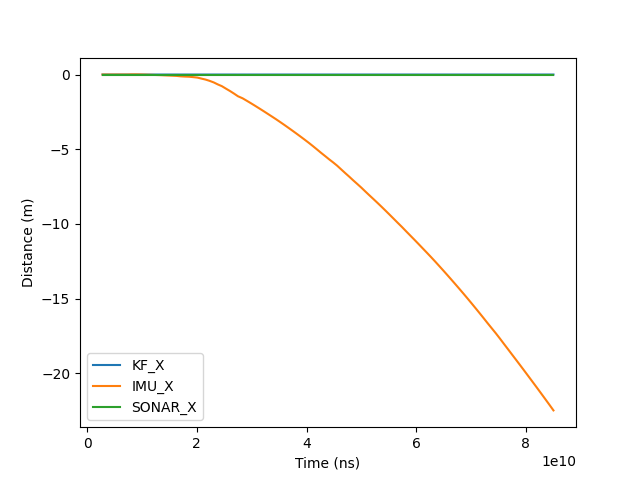 0
−5
−10
−15
−20
Distance (m)
KF_X
IMU_X
SONAR_X
0
2
4
6
8
1e10
Time (ns)